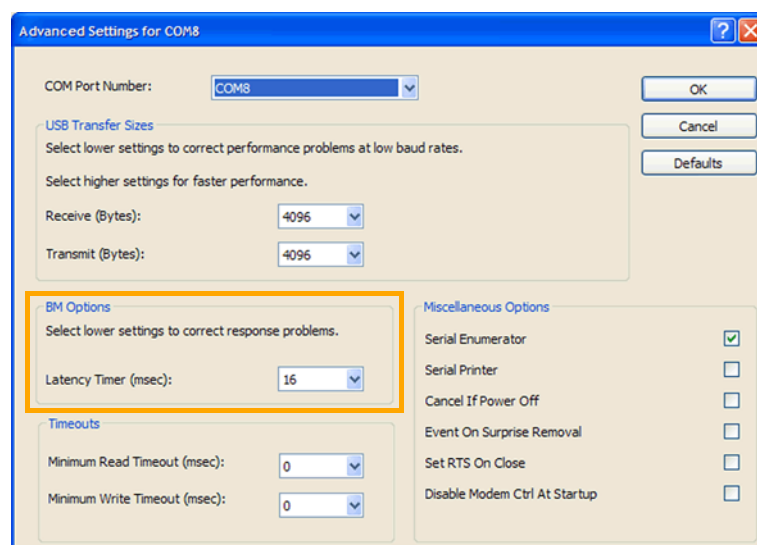 Advanced Settings for COM8
COM Port Number:
COM8
OK
Cancel
Defaults
USB Transfer Sizes
Select lower settings to correct performance problems at low baud rates.
Select higher settings for faster performance.
Receive (Bytes):
4096
Transmit (Bytes):
4096
BM Options
Select lower settings to correct response problems.
Latency Timer (msec):
16
Timeouts
Minimum Read Timeout (msec):
0
Minimum Write Timeout (msec):
0
Miscellaneous Options
Serial Enumerator
Serial Printer
Cancel If Power Off
Event On Surprise Removal
Set RTS On Close
Disable Modem Ctrl At Startup